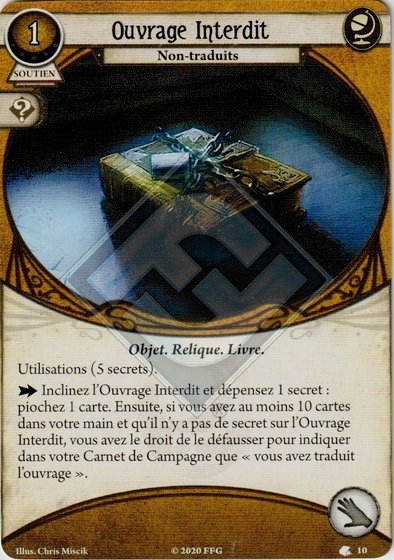 1
Ouvrage Interdit
Non-traduits
SOUTIEN
?
Objet. Relique. Livre.
Utilisations (5 secrets).
Inclinez l'Ouvrage Interdit et dépensez 1 secret :
piochez 1 carte. Ensuite, si vous avez au moins 10 cartes
dans votre main et qu'il n'y a pas de secret sur l'Ouvrage
Interdit, vous avez le droit de le défausser pour indiquer
dans votre Carnet de Campagne que « vous avez traduit
l'ouvrage ».
Illus. Chris Miscik
© 2020 FFG
10